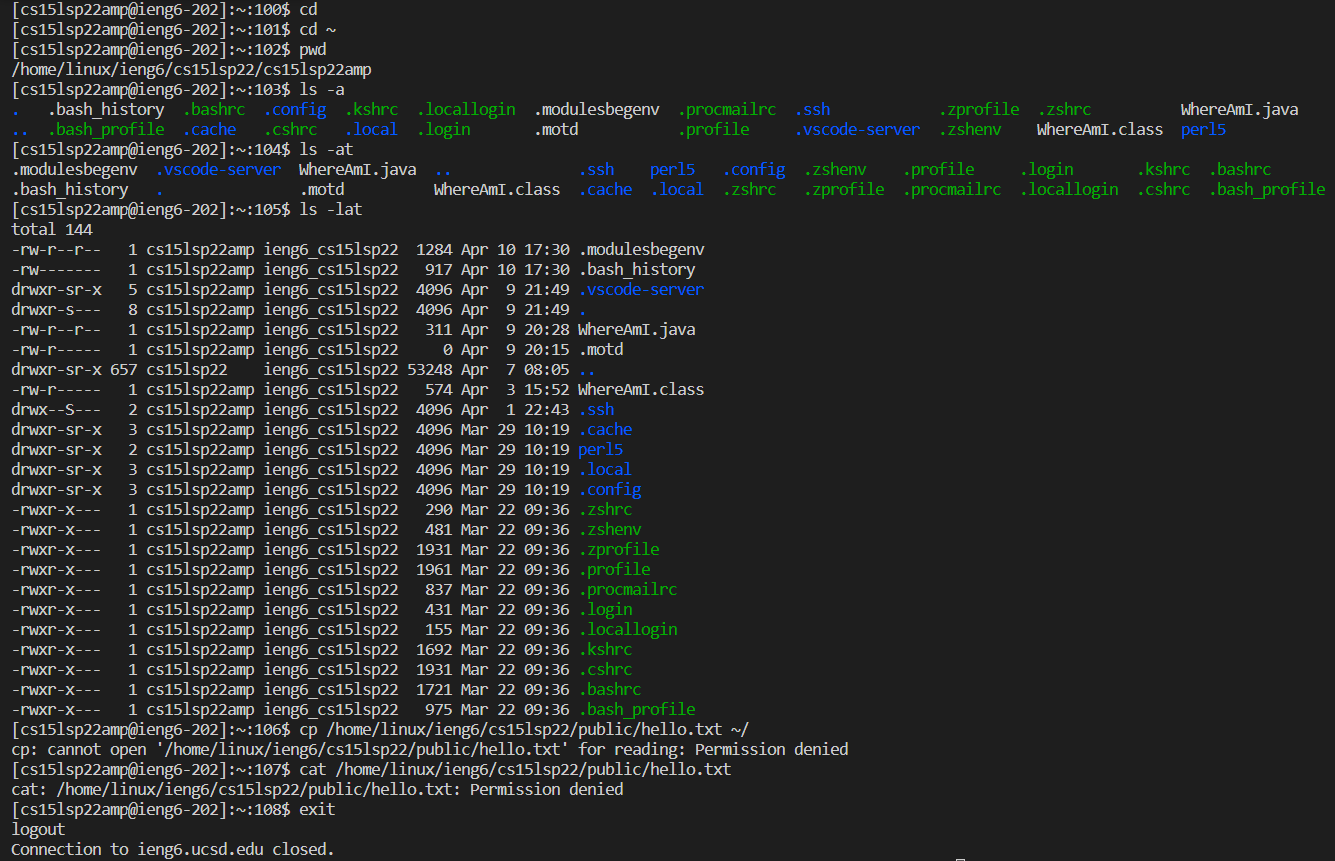 [cs15lsp22amp@ieng6-202]:~:100$ cd
[cs15lsp22amp@ieng6-202]:~:101$ cd ~
[cs15lsp22amp@ieng6-202]:~:102$ pwd
/home/linux/ieng6/cs15lsp22/cs15lsp22amp
[cs15lsp22amp@ieng6-202]:~:103$ ls -a
.   .bash_history  .bashrc  .config  .kshrc  .locallogin  .modulesbegenv  .procmailrc  .ssh            .zprofile  .zshrc          WhereAmI.java
..  .bash_profile  .cache   .cshrc   .local  .login       .motd           .profile     .vscode-server  .zshenv    WhereAmI.class  perl5
[cs15lsp22amp@ieng6-202]:~:104$ ls -at
.modulesbegenv  .vscode-server  WhereAmI.java  ..              .ssh    perl5   .config  .zshenv    .profile      .login       .kshrc  .bashrc
.bash_history   .               .motd          WhereAmI.class  .cache  .local  .zshrc   .zprofile  .procmailrc  .locallogin  .cshrc  .bash_profile
[cs15lsp22amp@ieng6-202]:~:105$ ls -lat
total 144
-rw-r--r--   1 cs15lsp22amp ieng6_cs15lsp22  1284 Apr 10 17:30 .modulesbegenv
-rw-------   1 cs15lsp22amp ieng6_cs15lsp22   917 Apr 10 17:30 .bash_history
drwxr-sr-x   5 cs15lsp22amp ieng6_cs15lsp22  4096 Apr  9 21:49 .vscode-server
drwxr-s---   8 cs15lsp22amp ieng6_cs15lsp22  4096 Apr  9 21:49 .
-rw-r--r--   1 cs15lsp22amp ieng6_cs15lsp22   311 Apr  9 20:28 WhereAmI.java
-rw-r-----   1 cs15lsp22amp ieng6_cs15lsp22     0 Apr  9 20:15 .motd
drwxr-sr-x 657 cs15lsp22    ieng6_cs15lsp22 53248 Apr  7 08:05 ..
-rw-r-----   1 cs15lsp22amp ieng6_cs15lsp22   574 Apr  3 15:52 WhereAmI.class
drwx--S---   2 cs15lsp22amp ieng6_cs15lsp22  4096 Apr  1 22:43 .ssh
drwxr-sr-x   3 cs15lsp22amp ieng6_cs15lsp22  4096 Mar 29 10:19 .cache
drwxr-sr-x   2 cs15lsp22amp ieng6_cs15lsp22  4096 Mar 29 10:19 perl5
drwxr-sr-x   3 cs15lsp22amp ieng6_cs15lsp22  4096 Mar 29 10:19 .local
drwxr-sr-x   3 cs15lsp22amp ieng6_cs15lsp22  4096 Mar 29 10:19 .config
-rwxr-x---   1 cs15lsp22amp ieng6_cs15lsp22   290 Mar 22 09:36 .zshrc
-rwxr-x---   1 cs15lsp22amp ieng6_cs15lsp22   481 Mar 22 09:36 .zshenv
-rwxr-x---   1 cs15lsp22amp ieng6_cs15lsp22  1931 Mar 22 09:36 .zprofile
-rwxr-x---   1 cs15lsp22amp ieng6_cs15lsp22  1961 Mar 22 09:36 .profile
-rwxr-x---   1 cs15lsp22amp ieng6_cs15lsp22   837 Mar 22 09:36 .procmailrc
-rwxr-x---   1 cs15lsp22amp ieng6_cs15lsp22   431 Mar 22 09:36 .login
-rwxr-x---   1 cs15lsp22amp ieng6_cs15lsp22   155 Mar 22 09:36 .locallogin
-rwxr-x---   1 cs15lsp22amp ieng6_cs15lsp22  1692 Mar 22 09:36 .kshrc
-rwxr-x---   1 cs15lsp22amp ieng6_cs15lsp22  1931 Mar 22 09:36 .cshrc
-rwxr-x---   1 cs15lsp22amp ieng6_cs15lsp22  1721 Mar 22 09:36 .bashrc
-rwxr-x---   1 cs15lsp22amp ieng6_cs15lsp22   975 Mar 22 09:36 .bash_profile
[cs15lsp22amp@ieng6-202]:~:106$ cp /home/linux/ieng6/cs15lsp22/public/hello.txt ~/
cp: cannot open '/home/linux/ieng6/cs15lsp22/public/hello.txt' for reading: Permission denied
[cs15lsp22amp@ieng6-202]:~:107$ cat /home/linux/ieng6/cs15lsp22/public/hello.txt
cat: /home/linux/ieng6/cs15lsp22/public/hello.txt: Permission denied
[cs15lsp22amp@ieng6-202]:~:108$ exit
logout
Connection to ieng6.ucsd.edu closed.